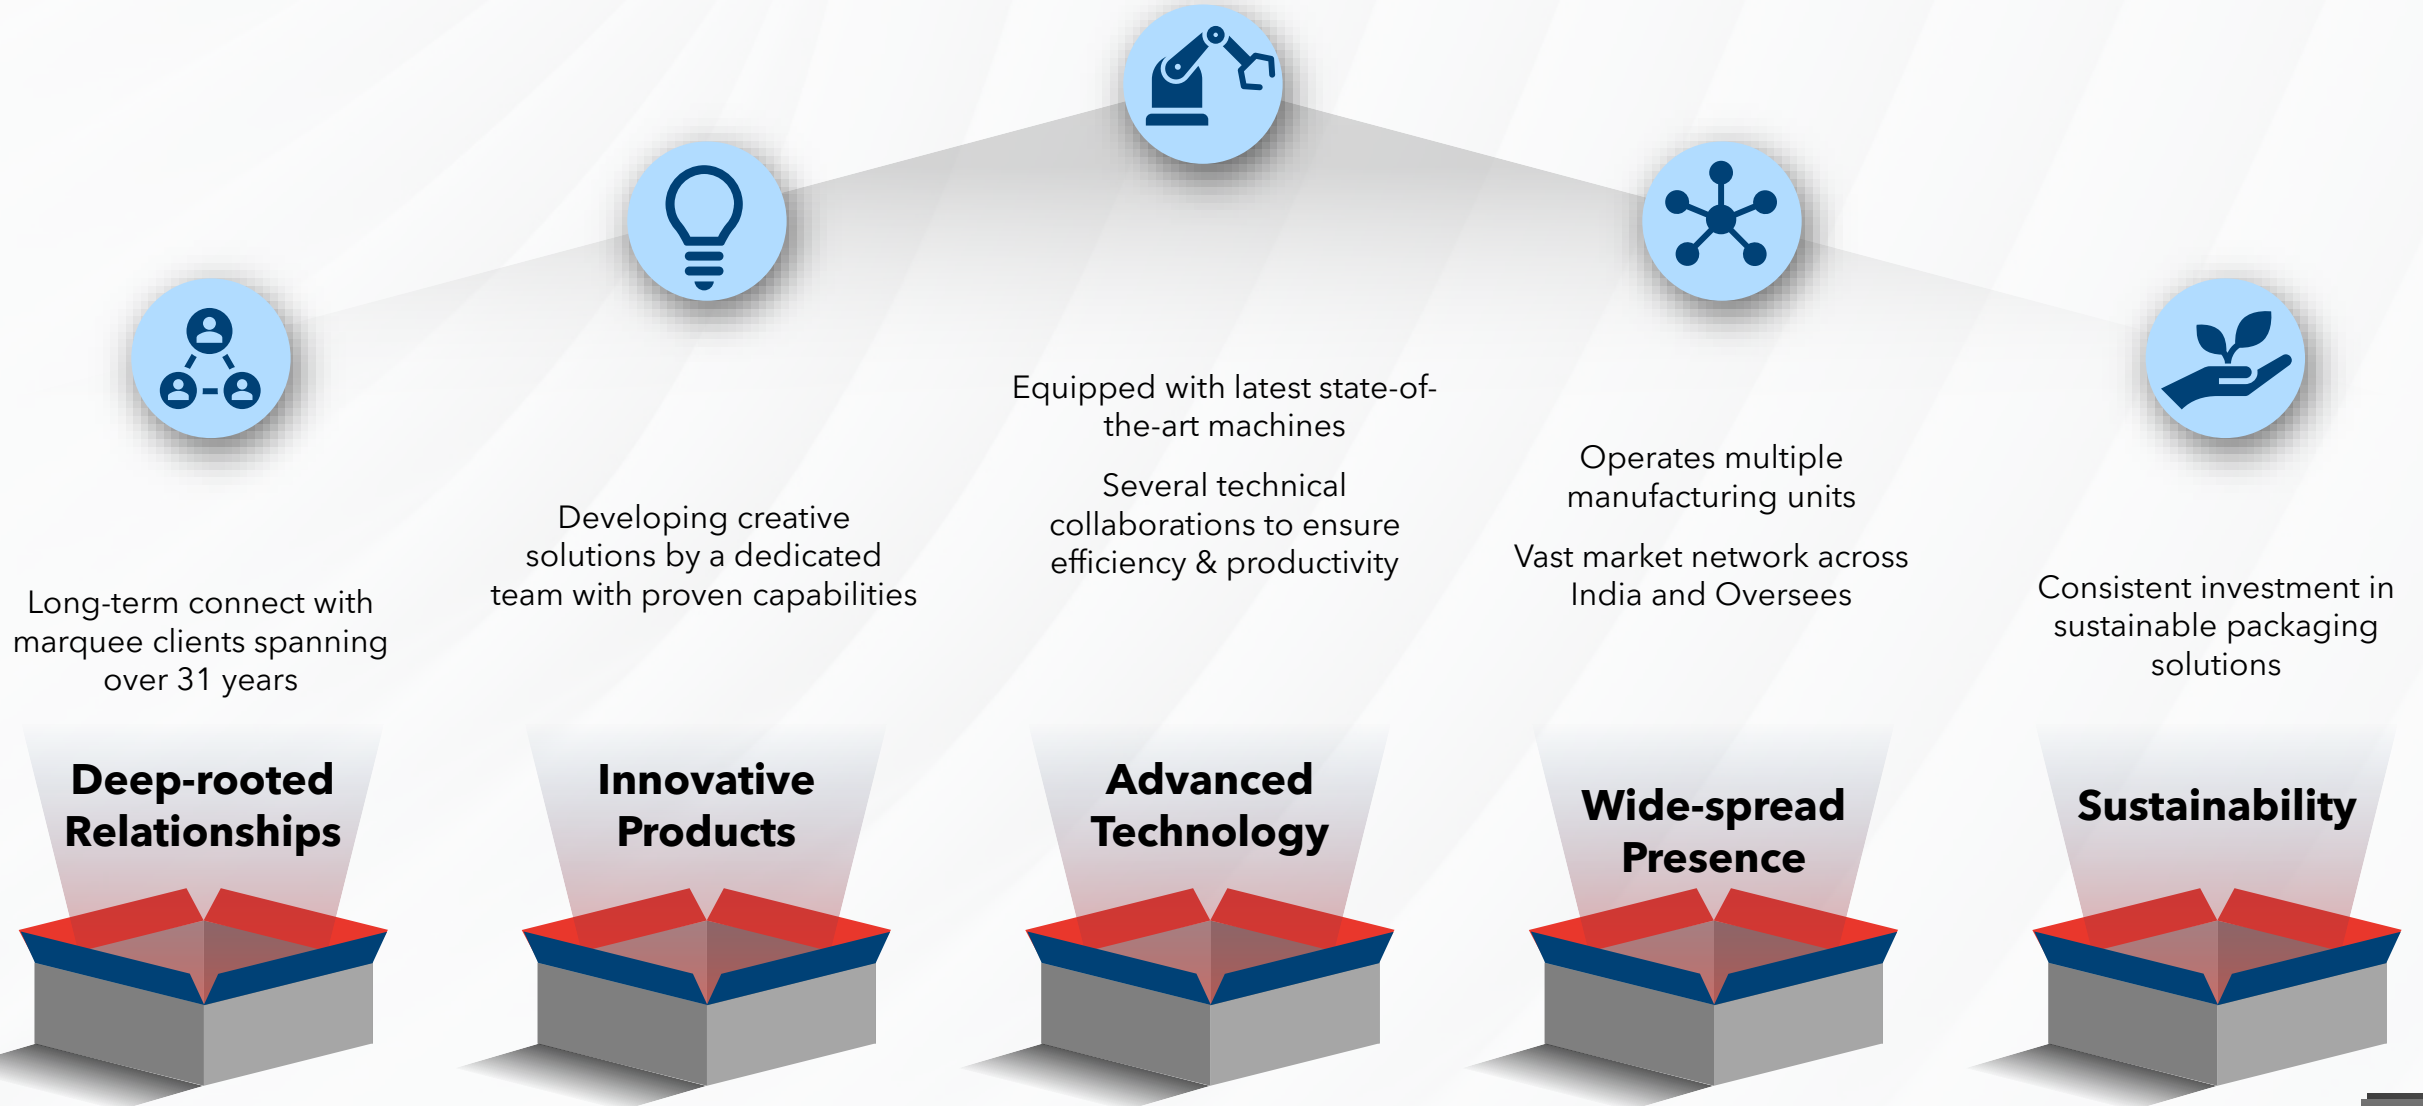 Long-term connect with
marquee clients spanning
over 31 years
Deep-rooted
Relationships
Developing creative
solutions by a dedicated
team with proven capabilities
Innovative
Products
Equipped with latest state-of-
the-art machines
Several technical
collaborations to ensure
efficiency & productivity
Advanced
Technology
Operates multiple
manufacturing units
Vast market network across
India and Oversees
Wide-spread
Presence
Consistent investment in
sustainable packaging
solutions
Sustainability